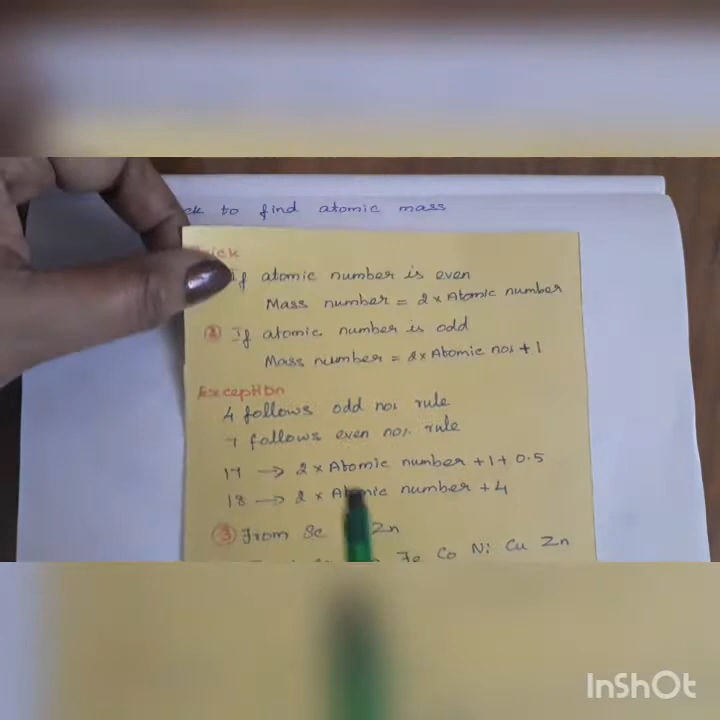 ck to find atomic mass
rick
If atomic number is even
Mass number = 2 x Atomic number
② If atomic number is odd
Mass number = 2 x Atomic nos + 1
Exception
4 follows odd nos rule
7 follows even nos. rule
17 → 2 x Atomic number + 1 + 0.5
18 → 2 x Atomic number + 4
③ From Sc Zn
Fe Co Ni Cu Zn
InShOt